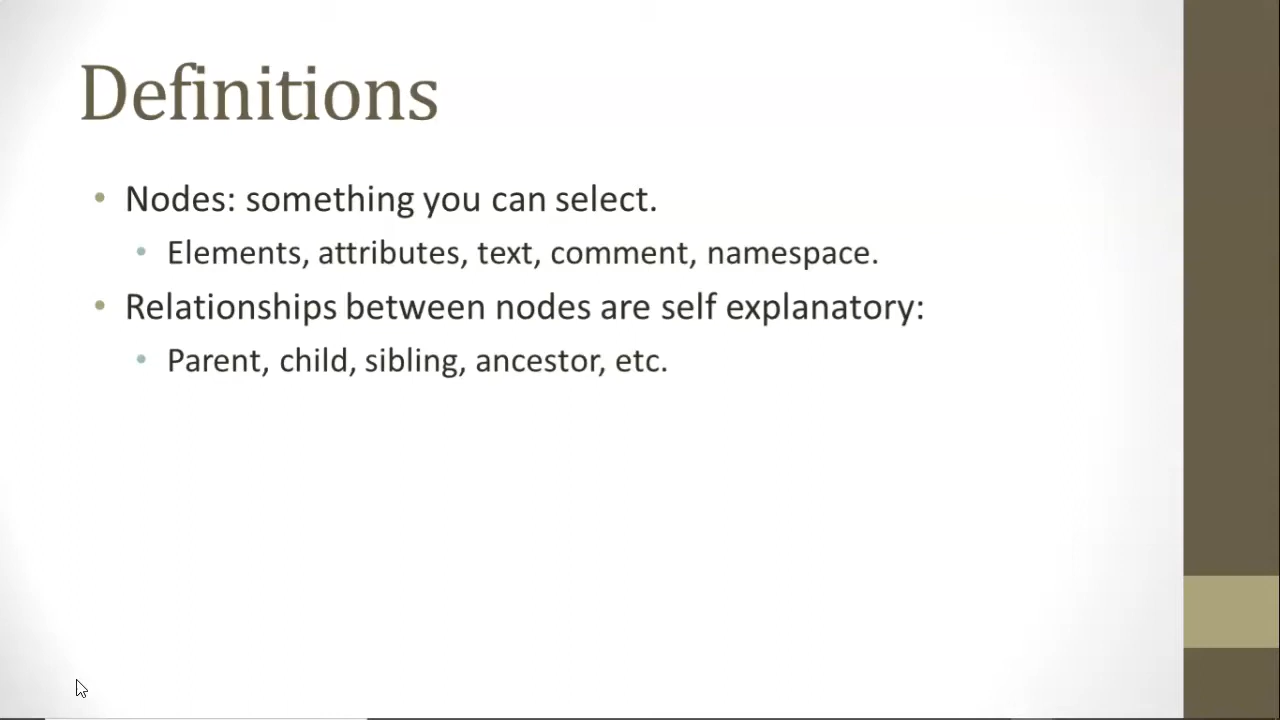 Definitions
• Nodes: something you can select.
• Elements, attributes, text, comment, namespace.
• Relationships between nodes are self explanatory:
• Parent, child, sibling, ancestor, etc.